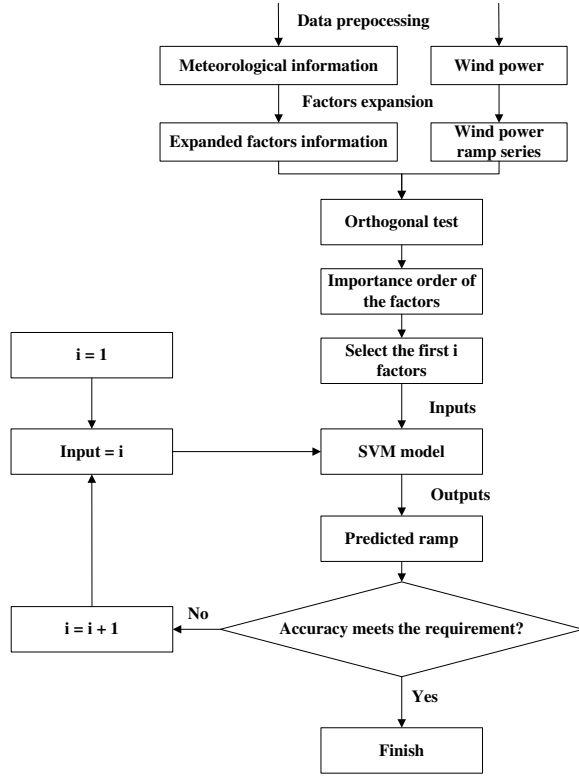 Data prepocessing
Meteorological information
Wind power
Factors expansion
Expanded factors information
Wind power
ramp series
Orthogonal test
Importance order of
the factors
i = 1
Select the first i
factors
Inputs
Input = i
SVM model
Outputs
Predicted ramp
No
i = i + 1
Accuracy meets the requirement?
Yes
Finish